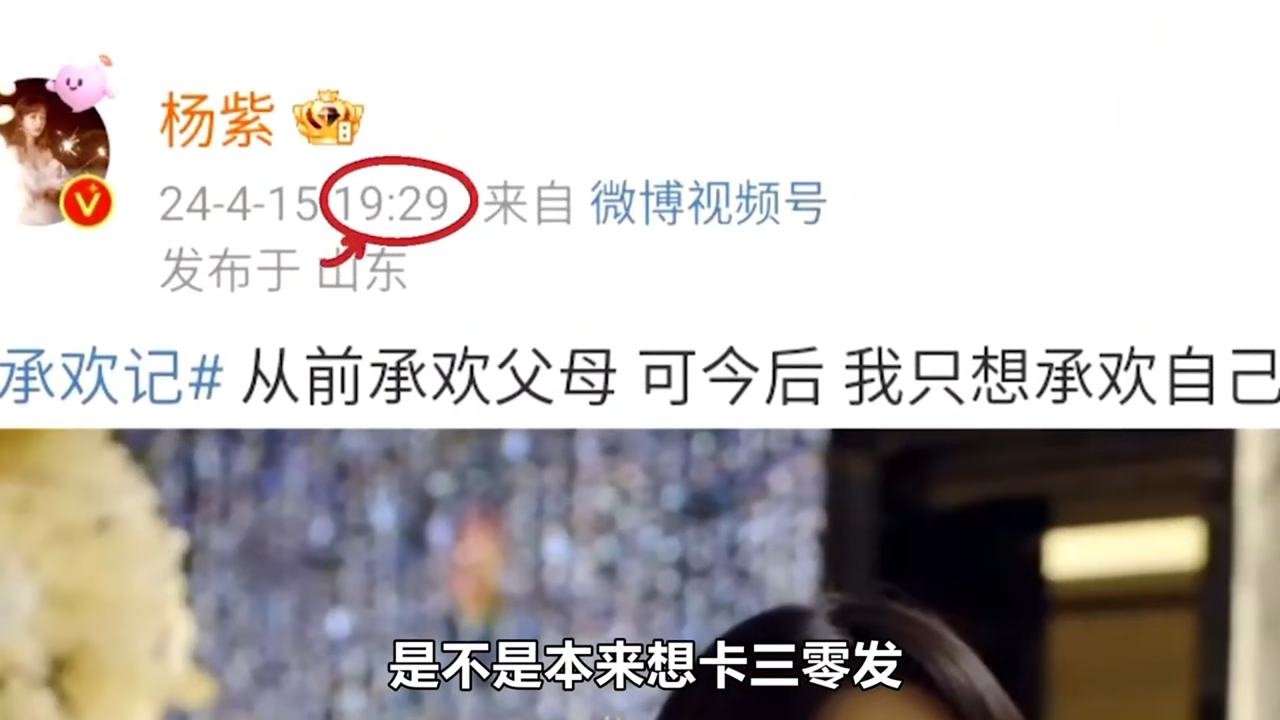 杨紫
24-4-15 19:29 来自 微博视频号
发布于 山东
承欢记# 从前承欢父母 可今后 我只想承欢自己
是不是本来想卡三零发